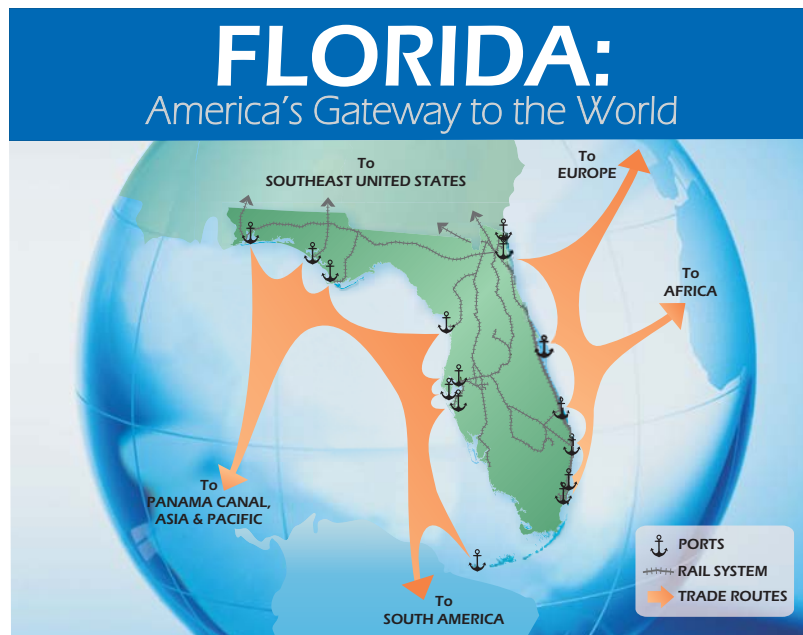 FLORIDA:
America's Gateway to the World
To
SOUTHEAST UNITED STATES
To
EUROPE
To
AFRICA
To
PANAMA CANAL,
ASIA & PACIFIC
To
SOUTH AMERICA
PORTS
RAIL SYSTEM
TRADE ROUTES